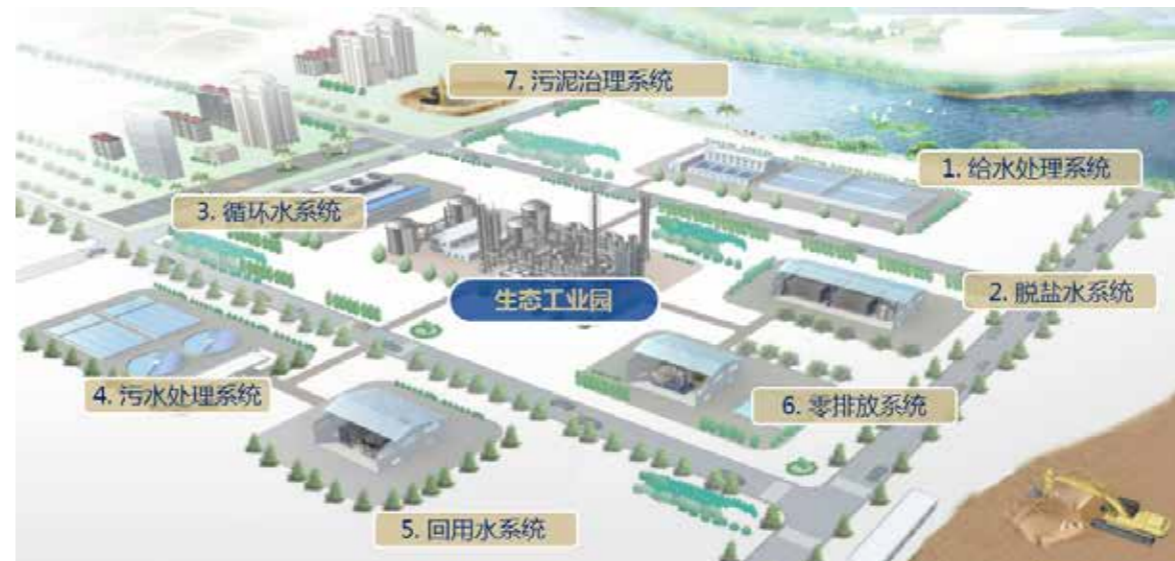 7. 污泥治理系统
1. 给水处理系统
3. 循环水系统
2. 脱盐水系统
生态工业园
4. 污水处理系统
6. 零排放系统
5. 回用水系统